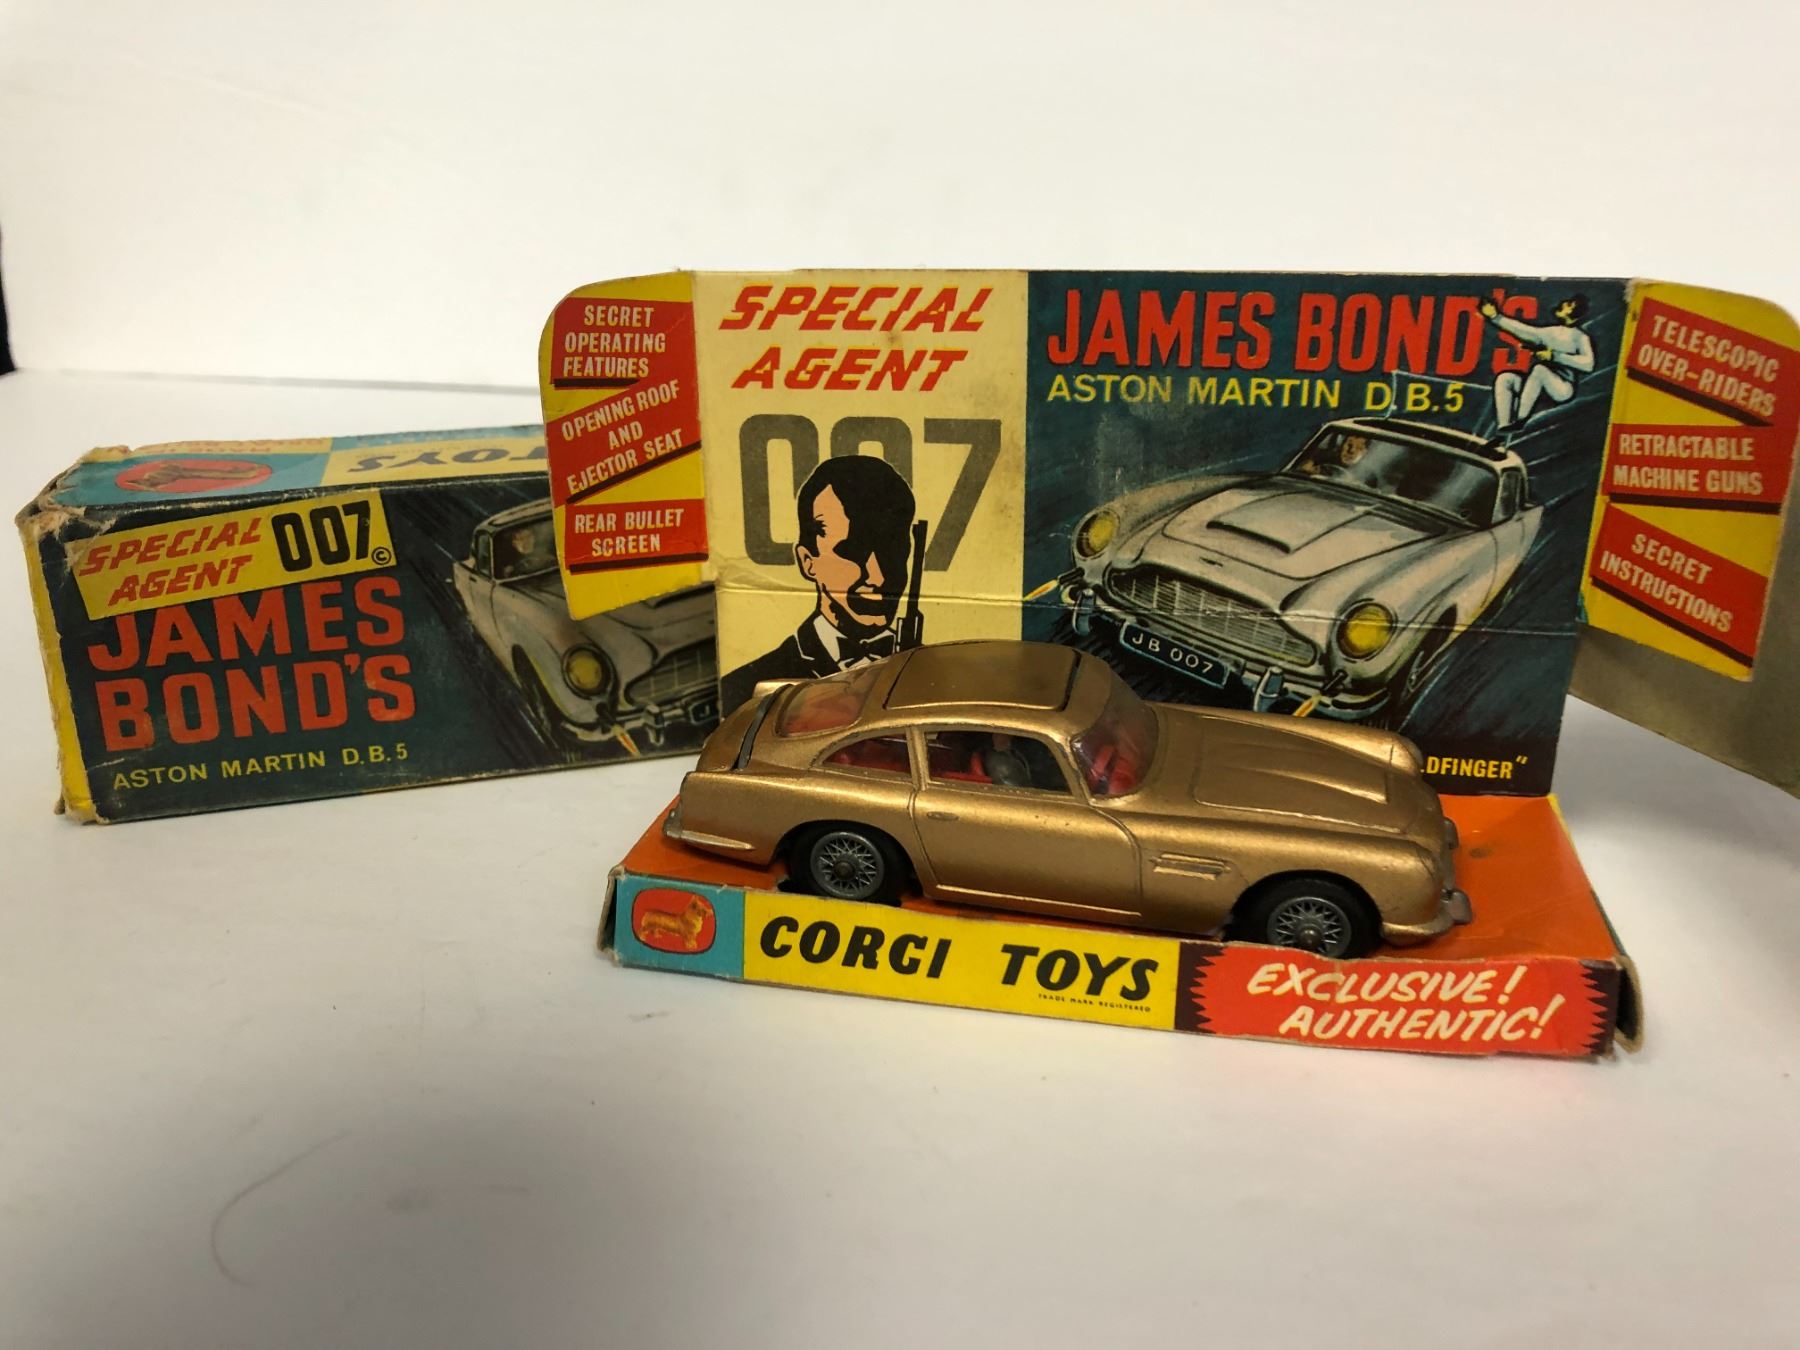 TOYS
SPECIAL
AGENT
007©
JAMES
BOND'S
ASTON MARTIN D.B.5
SECRET
OPERATING
FEATURES
OPENING ROOF
AND
EJECTOR SEAT
REAR BULLET
SCREEN
SPECIAL
AGENT
007
JAMES BOND'S
ASTON MARTIN D.B.5
JB 007
LDFINGER"
TELESCOPIC
OVER-RIDERS
RETRACTABLE
MACHINE GUNS
SECRET
INSTRUCTIONS
CORGI TOYS
TRADE MARK REGISTERED
EXCLUSIVE!
AUTHENTIC!